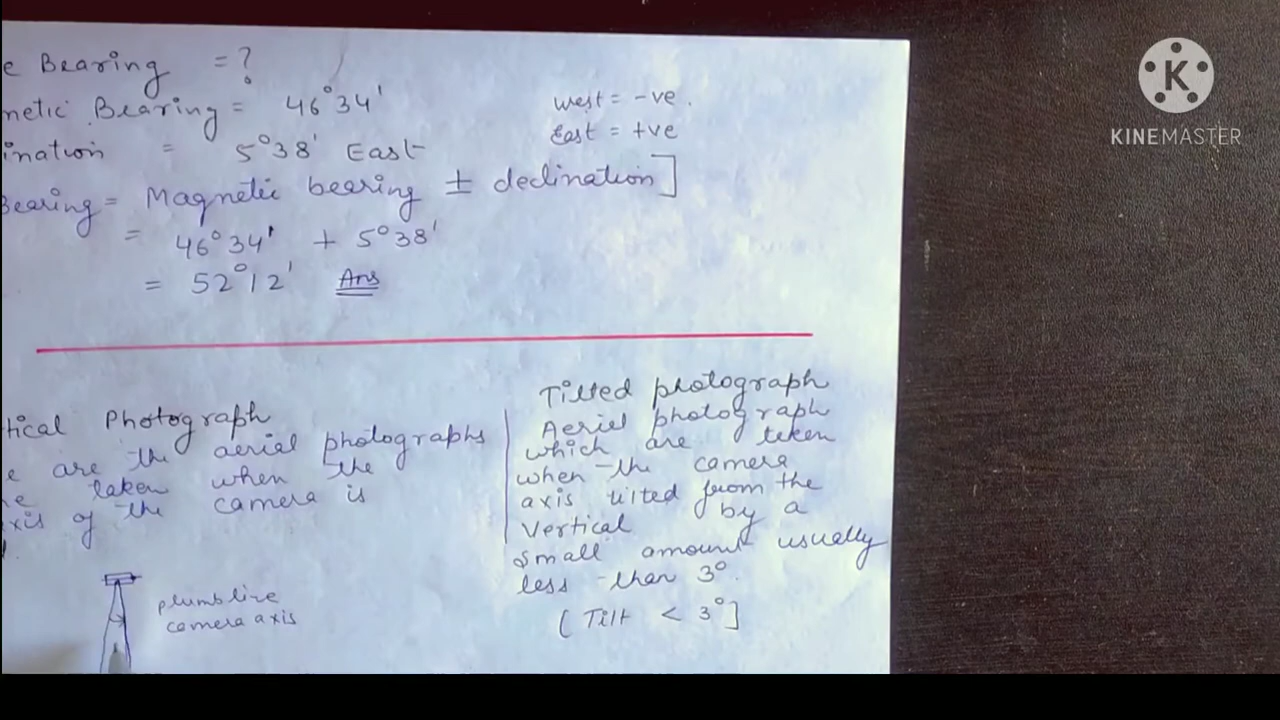 e Bearing = ?
netic Bearing = 46°34'
ination = 5°38' East
west = -ve.
East = +ve
Bearing = Magnetic bearing ± declination]
= 46°34' + 5°38'
= 52°12' Ans
tical Photograph
e are the aerial photographs
ne taken when the
xis of the camera is
plumbline
camera axis
Tilted photograph
Aerial photograph
which are taken
when the camera
axis tilted from the
Vertical by a
Small amount usually
less than 3°.
[Tilt < 3°]
K
KINEMASTER